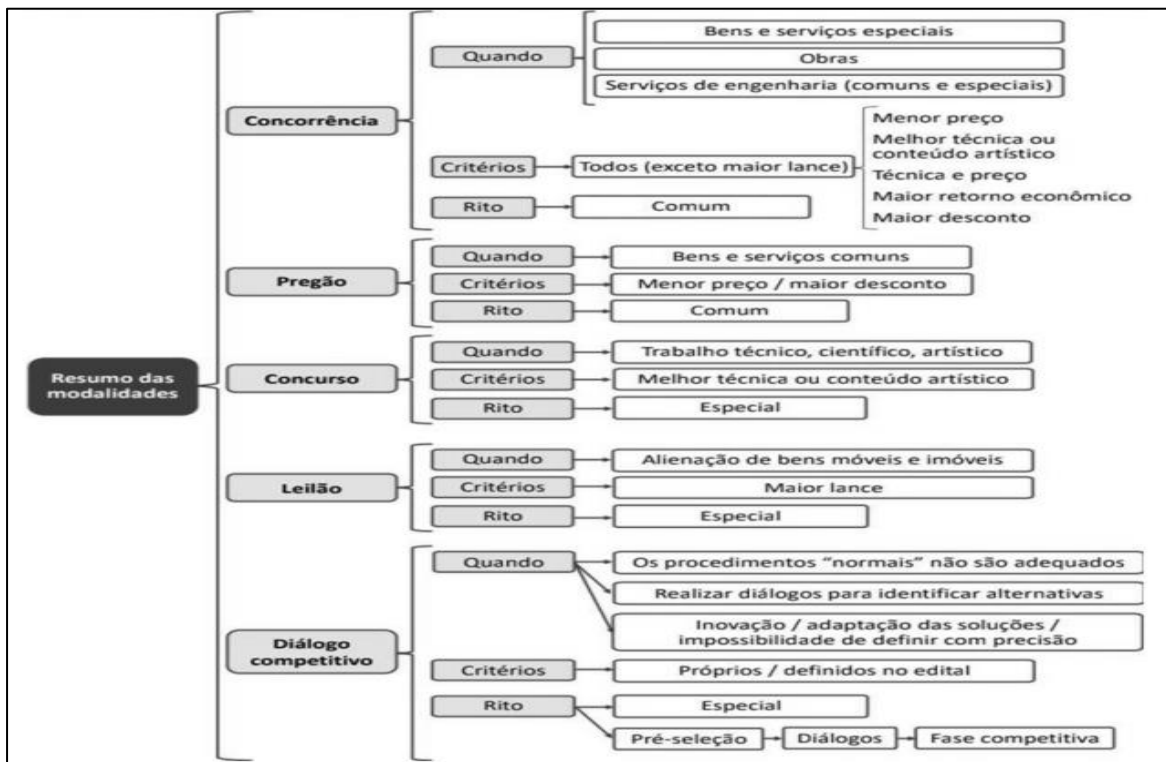 Resumo das
modalidades
Concorrência
Quando
Bens e serviços especiais
Obras
Serviços de engenharia (comuns e especiais)
Critérios
Todos (exceto maior lance)
Menor preço
Melhor técnica ou
conteúdo artístico
Técnica e preço
Maior retorno econômico
Maior desconto
Rito
Comum
Pregão
Quando
Bens e serviços comuns
Critérios
Menor preço / maior desconto
Rito
Comum
Concurso
Quando
Trabalho técnico, científico, artístico
Critérios
Melhor técnica ou conteúdo artístico
Rito
Especial
Leilão
Quando
Alienação de bens móveis e imóveis
Critérios
Maior lance
Rito
Especial
Diálogo
competitivo
Quando
Os procedimentos “normais” não são adequados
Realizar diálogos para identificar alternativas
Inovação / adaptação das soluções /
impossibilidade de definir com precisão
Critérios
Próprios / definidos no edital
Rito
Especial
Pré-seleção
Diálogos
Fase competitiva